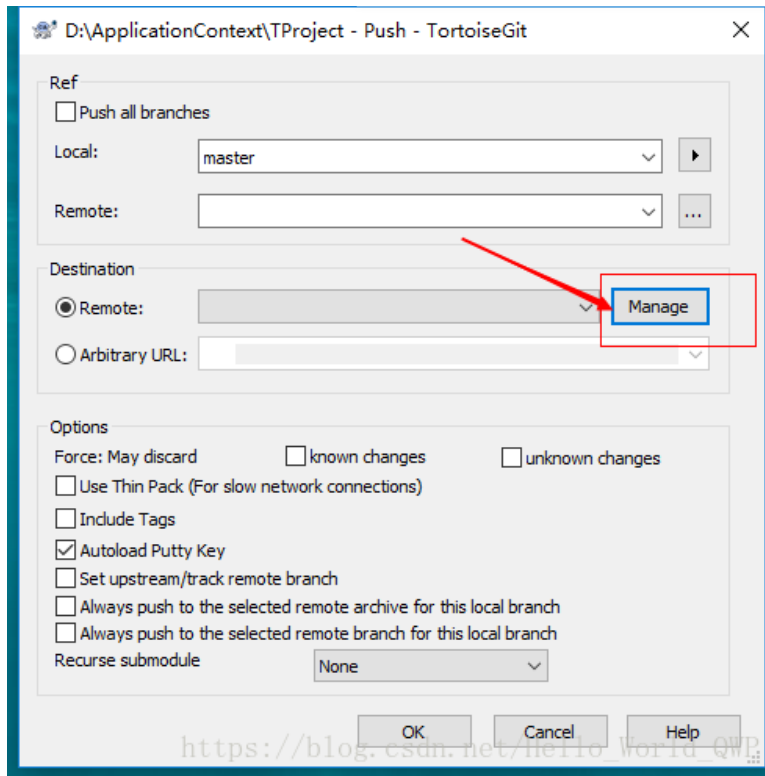 D:\ApplicationContext\TProject - Push - TortoiseGit
Ref
Push all branches
Local: master
Remote: ...
Destination
Remote: Manage
Arbitrary URL:
Options
Force: May discard known changes unknown changes
Use Thin Pack (For slow network connections)
Include Tags
Autoload Putty Key
Set upstream/track remote branch
Always push to the selected remote archive for this local branch
Always push to the selected remote branch for this local branch
Recurse submodule None
OK Cancel Help
https://blog.csdn.net/Hello_World_QWP